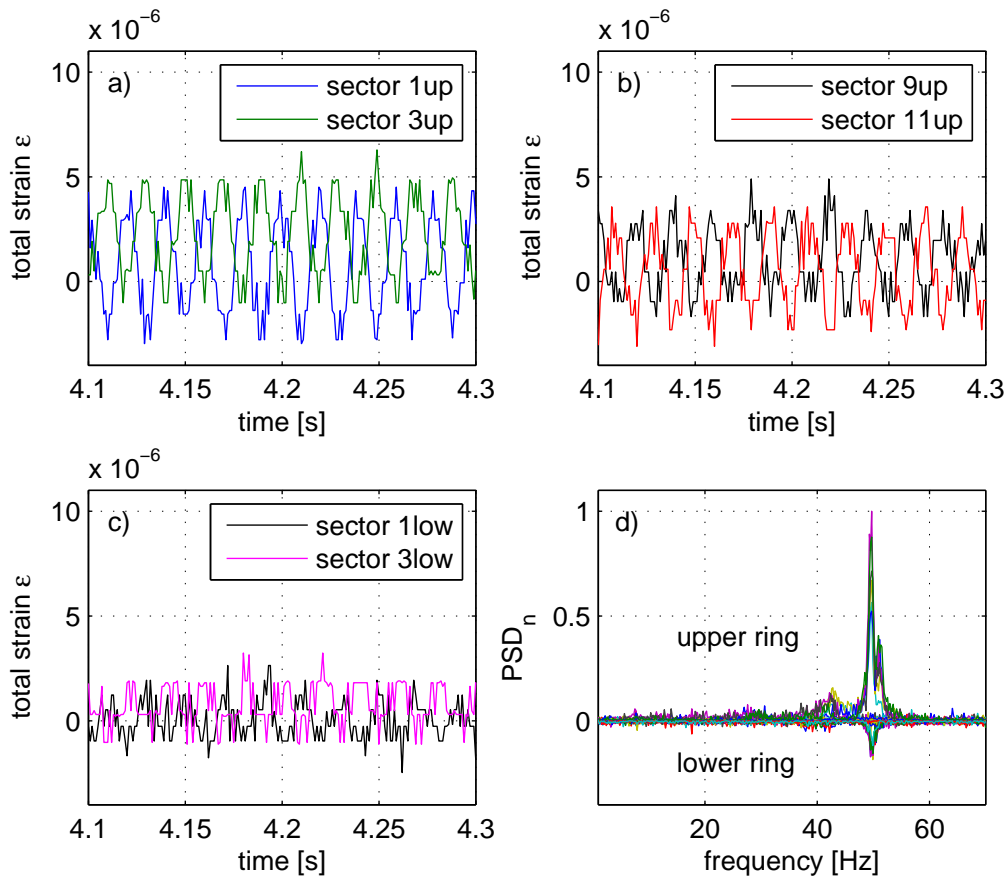 x 10⁻⁶
10
5
0
total strain ε
a)
sector 1up
sector 3up
4.1
4.15
4.2
4.25
4.3
time [s]
x 10⁻⁶
10
5
0
total strain ε
b)
sector 9up
sector 11up
4.1
4.15
4.2
4.25
4.3
time [s]
x 10⁻⁶
10
5
0
total strain ε
c)
sector 1low
sector 3low
4.1
4.15
4.2
4.25
4.3
time [s]
1
0.5
0
PSDₙ
d)
upper ring
lower ring
20
40
60
frequency [Hz]